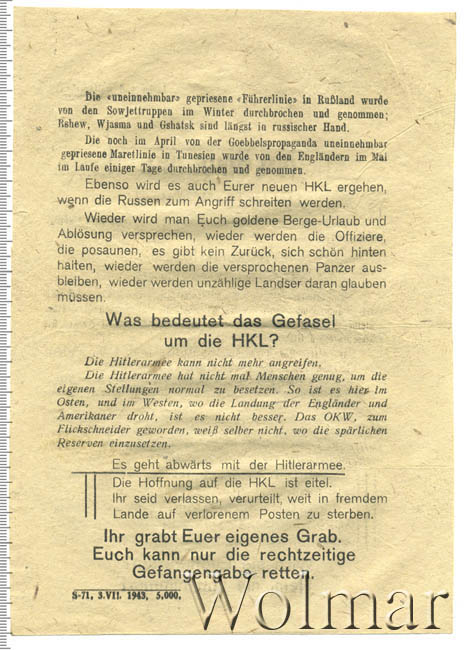 Die «uneinnehmbar» gepriesene «Führerlinie» in Rußland wurde
von den Sowjettruppen im Winter durchbrochen und genommen;
Rshew, Wjasma und Gshatsk sind längst in russischer Hand.
Die noch im April von der Goebbelspropaganda uneinnehmbar
gepriesene Maretlinie in Tunesien wurde von den Engländern im Mai
im Laufe einiger Tage durchbrochen und genommen.
Ebenso wird es auch Eurer neuen HKL ergehen,
wenn die Russen zum Angriff schreiten werden.
Wieder wird man Euch goldene Berge-Urlaub und
Ablösung versprechen, wieder werden die Offiziere,
die posaunen, es gibt kein Zurück, sich schön hinten
halten, wieder werden die versprochenen Panzer aus-
bleiben, wieder werden unzählige Landser daran glauben
müssen.
Was bedeutet das Gefasel
um die HKL?
Die Hitlerarmee kann nicht mehr angreifen.
Die Hitlerarmee hat nicht mal Menschen genug, um die
eigenen Stellungen normal zu besetzen. So ist es hier im
Osten, und im Westen, wo die Landung der Engländer und
Amerikaner droht, ist es nicht besser. Das OKW, zum
Flickschneider geworden, weiß selber nicht, wo die spärlichen
Reserven einzusetzen.
Es geht abwärts mit der Hitlerarmee.
Die Hoffnung auf die HKL ist eitel.
Ihr seid verlassen, verurteilt, weit in fremdem
Lande auf verlorenem Posten zu sterben.
Ihr grabt Euer eigenes Grab.
Euch kann nur die rechtzeitige
Gefangengabe retten.
S-71, 3.VII. 1943, 5,000.
Wolmar